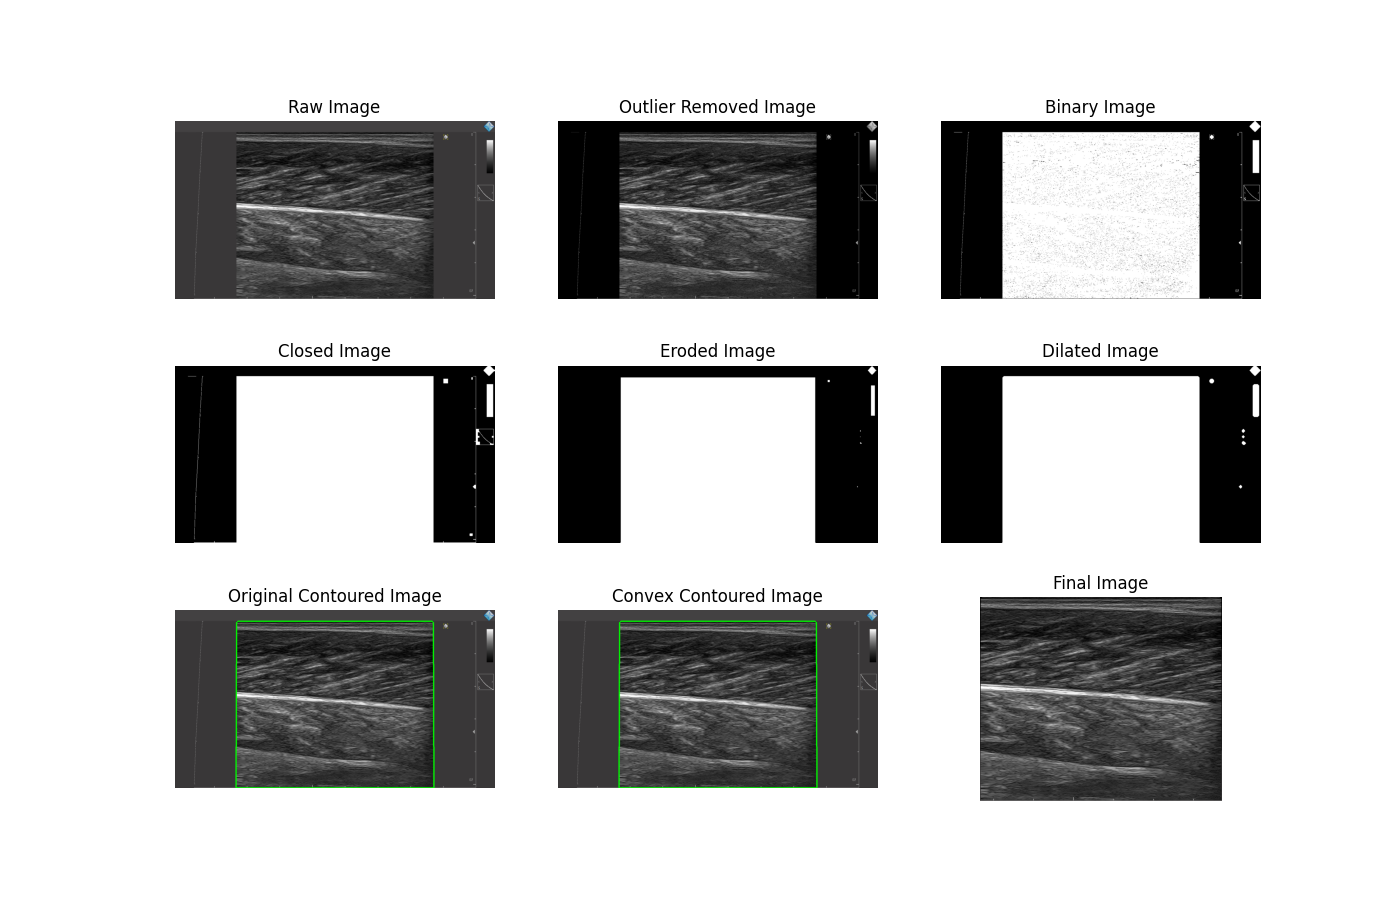 Raw Image
Outlier Removed Image
Binary Image
Closed Image
Eroded Image
Dilated Image
Original Contoured Image
Convex Contoured Image
Final Image